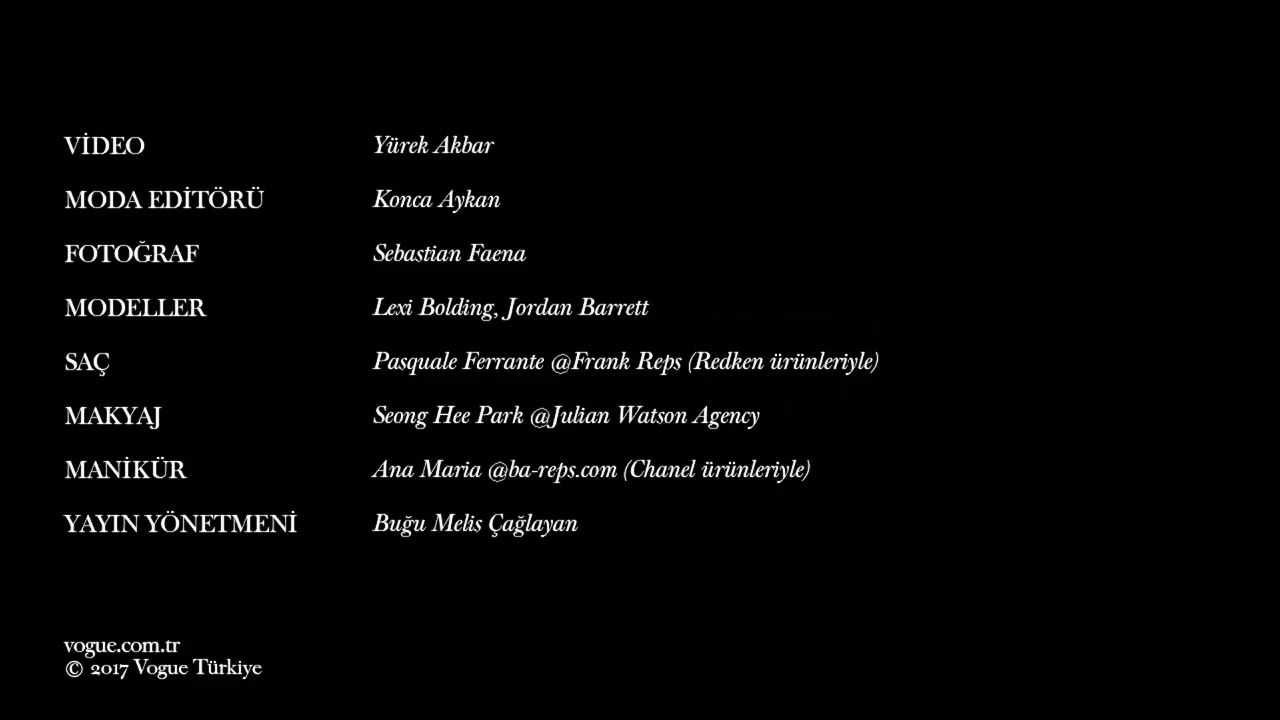 VİDEO Yürek Akbar
MODA EDİTÖRÜ Konca Aykan
FOTOĞRAF Sebastian Faena
MODELLER Lexi Bolding, Jordan Barrett
SAÇ Pasquale Ferrante @Frank Reps (Redken ürünleriyle)
MAKYAJ Seong Hee Park @Julian Watson Agency
MANİKÜR Ana Maria @ba-reps.com (Chanel ürünleriyle)
YAYIN YÖNETMENİ Buğu Melis Çağlayan
vogue.com.tr
© 2017 Vogue Türkiye